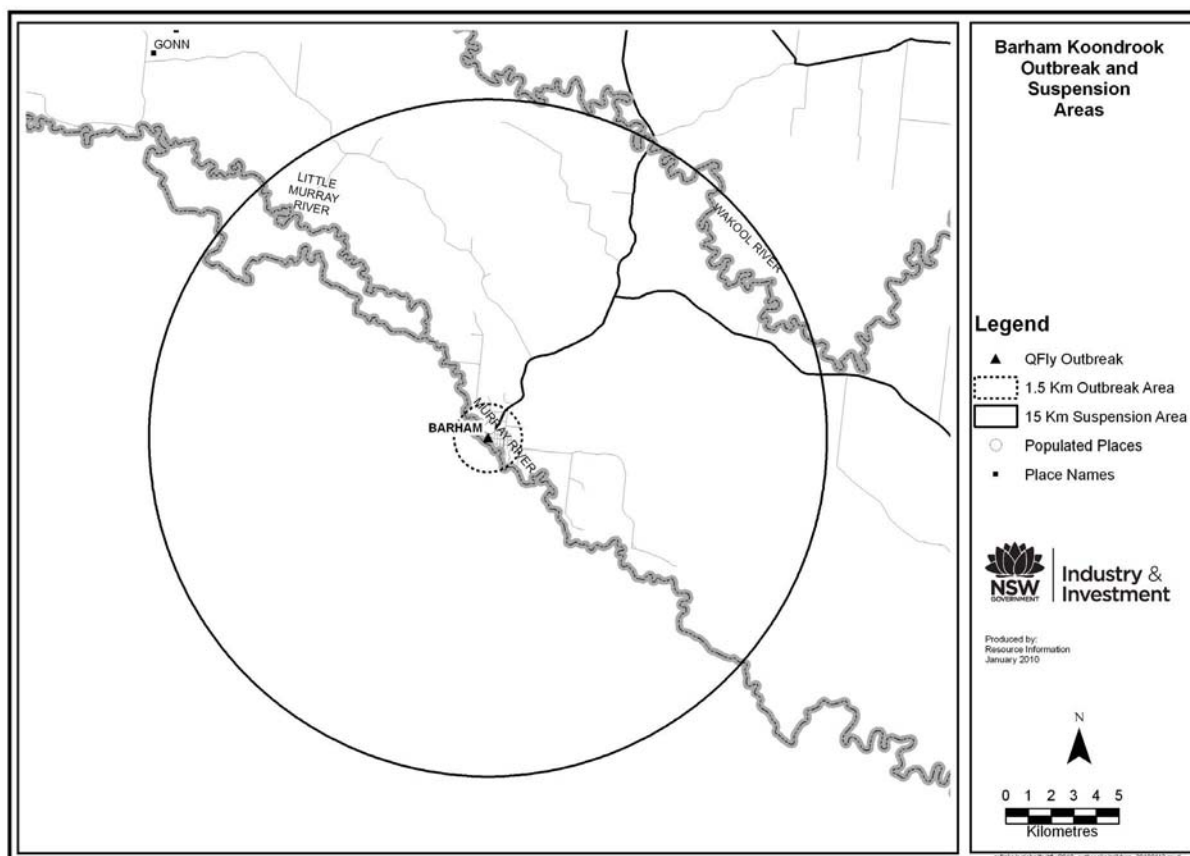 GONN
LITTLE
MURRAY
RIVER
WAKOOL RIVER
BARHAM
MURRAY RIVER
Barham Koondrook
Outbreak and
Suspension
Areas
Legend
QFly Outbreak
1.5 Km Outbreak Area
15 Km Suspension Area
Populated Places
Place Names
NSW
GOVERNMENT
Industry &
Investment
Produced by:
Resource Information
January 2010
N
0 1 2 3 4 5
Kilometres